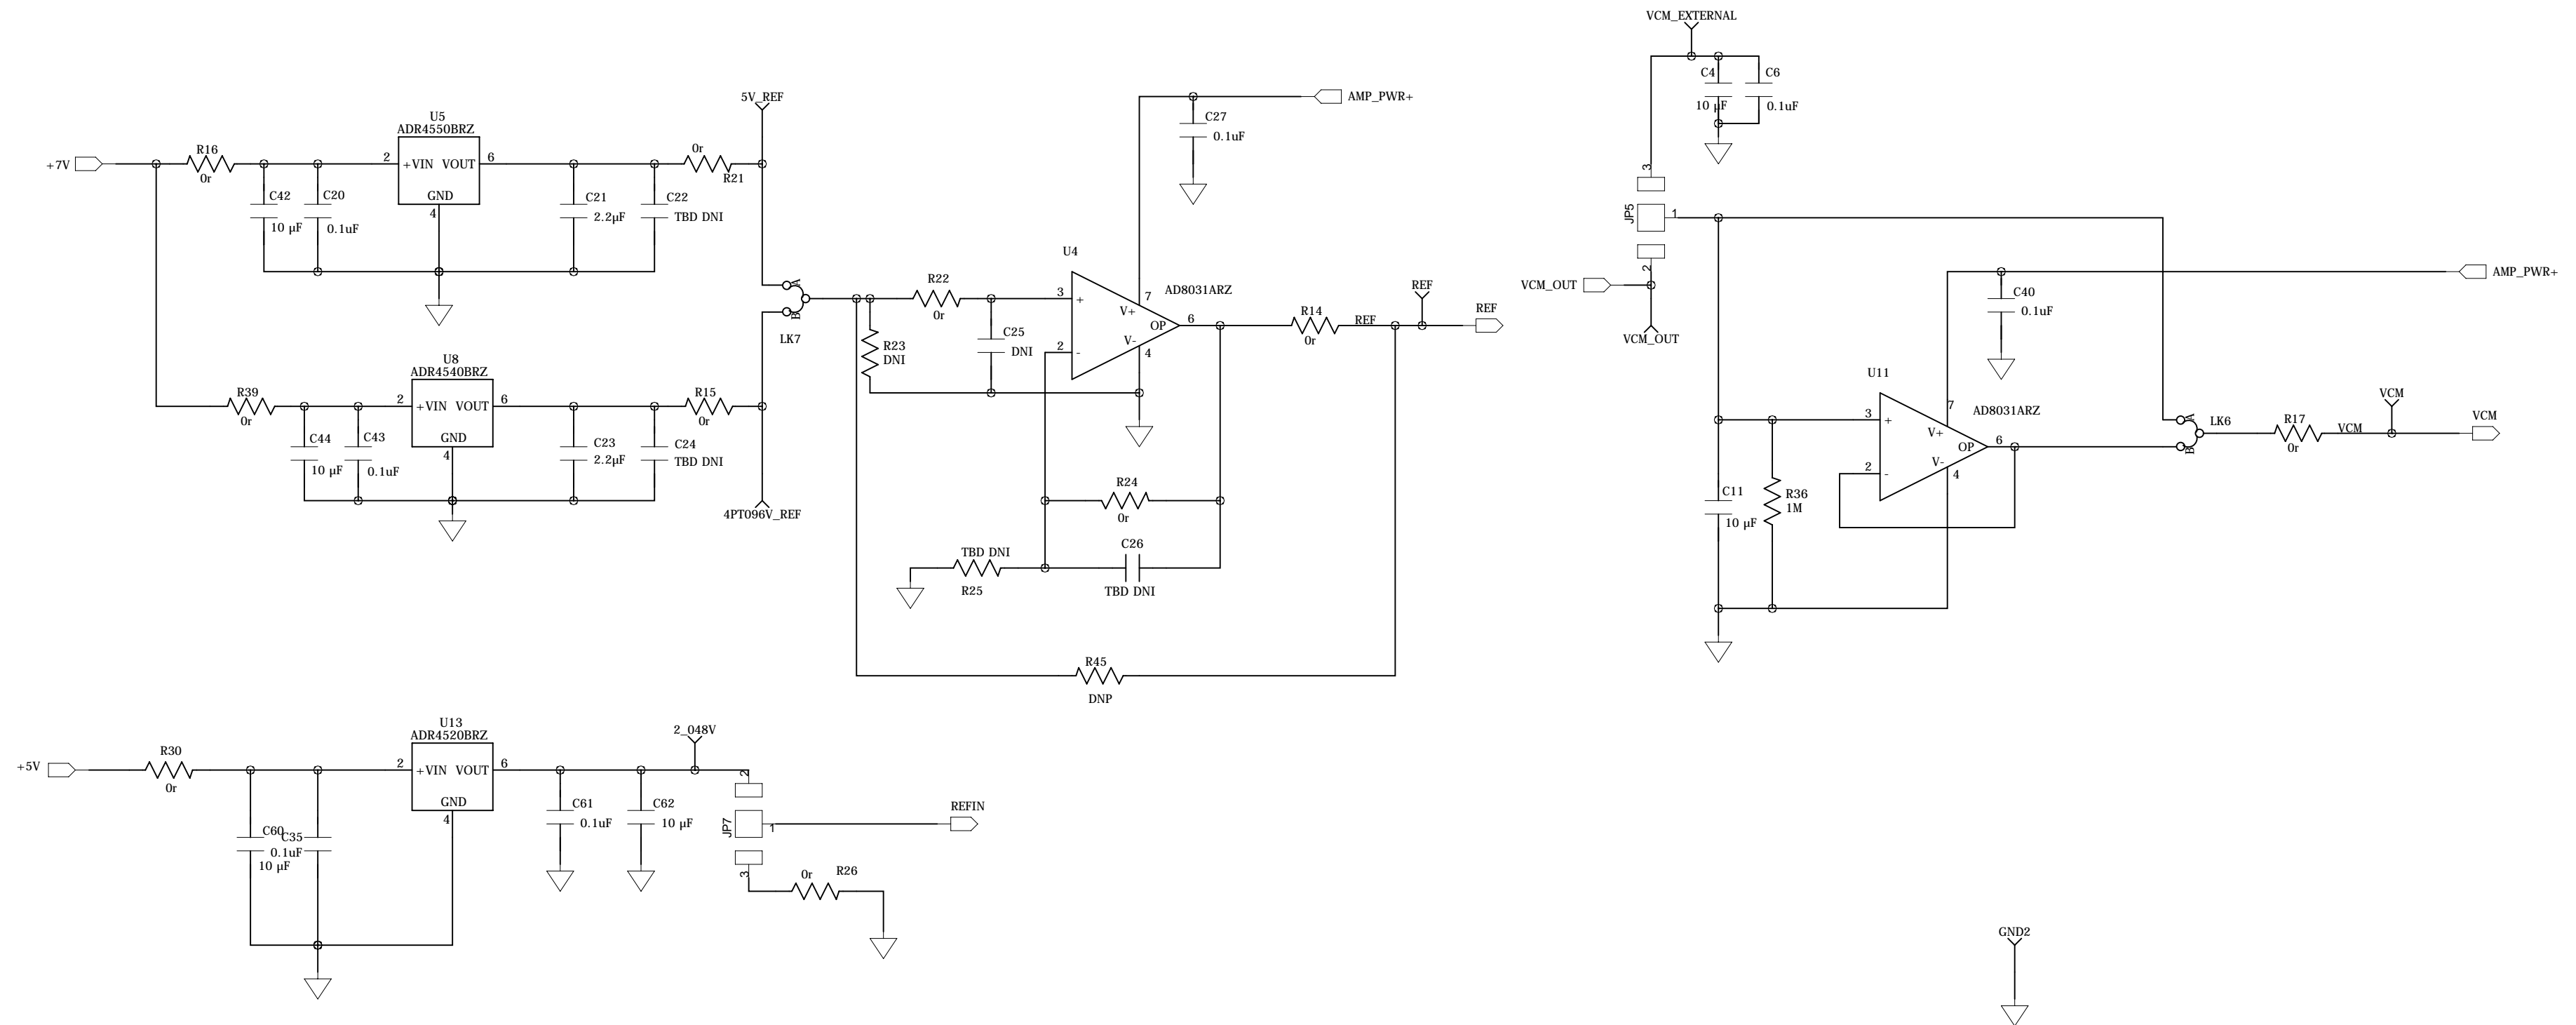 VCM_EXTERNAL
C4
C6
10 µF
0.1uF
5V_REF
AMP_PWR+
C27
0.1uF
U5
ADR4550BRZ
+7V
R16
0r
2
+VIN VOUT
6
GND
4
0r
R21
C42
10 µF
C20
0.1uF
C21
2.2µF
C22
TBD DNI
3
JP5
1
2
VCM_OUT
VCM_OUT
U4
AD8031ARZ
A
B
LK7
R22
0r
3
+
7
V+
OP
6
V-
2
-
4
R23
DNI
C25
DNI
R14
0r
REF
REF
REF
AMP_PWR+
C40
0.1uF
U8
ADR4540BRZ
R39
0r
2
+VIN VOUT
6
GND
4
R15
0r
C44
10 µF
C43
0.1uF
C23
2.2µF
C24
TBD DNI
4PT096V_REF
U11
AD8031ARZ
3
+
7
V+
OP
6
V-
2
-
4
A
B
LK6
R17
0r
VCM
VCM
VCM
C11
10 µF
R36
1M
R24
0r
TBD DNI
R25
C26
TBD DNI
R45
DNP
U13
ADR4520BRZ
2_048V
+5V
R30
0r
2
+VIN VOUT
6
GND
4
C60
10 µF
C35
0.1uF
C61
0.1uF
C62
10 µF
2
JP7
1
3
REFIN
0r
R26
GND2